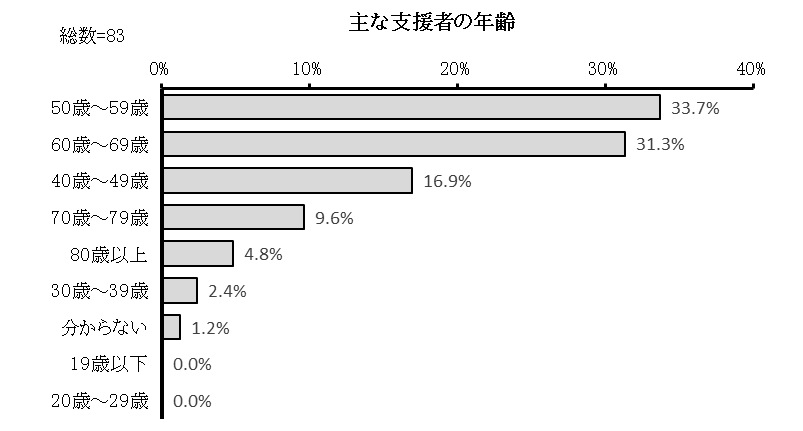 主な支援者の年齢
総数=83
0% 10% 20% 30% 40%
50歳～59歳 33.7%
60歳～69歳 31.3%
40歳～49歳 16.9%
70歳～79歳 9.6%
80歳以上 4.8%
30歳～39歳 2.4%
分からない 1.2%
19歳以下 0.0%
20歳～29歳 0.0%